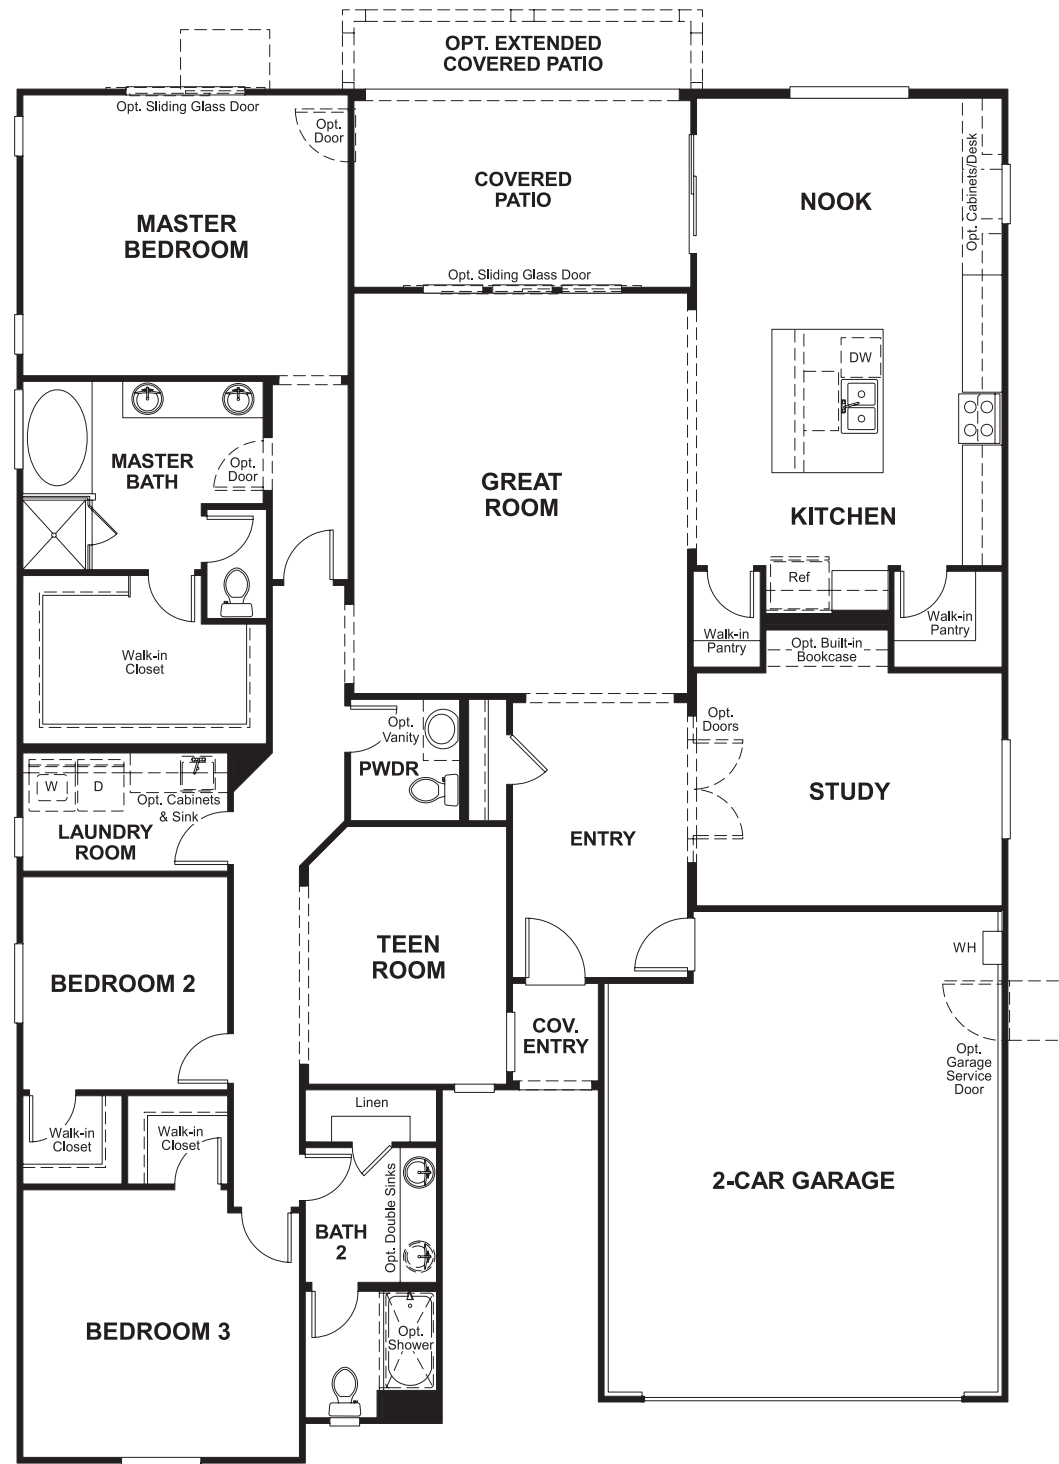 OPT. EXTENDED
COVERED PATIO
Opt. Sliding Glass Door
Opt.
Door
COVERED
PATIO
NOOK
Opt. Cabinets/Desk
MASTER
BEDROOM
Opt. Sliding Glass Door
DW
MASTER
BATH
Opt.
Door
GREAT
ROOM
KITCHEN
Ref
Walk-in
Pantry
Walk-in
Pantry
Opt. Built-in
Bookcase
Walk-in
Closet
Opt.
Vanity
PWDR
Opt.
Doors
STUDY
W
D
Opt. Cabinets
& Sink
LAUNDRY
ROOM
ENTRY
TEEN
ROOM
WH
BEDROOM 2
COV.
ENTRY
Opt.
Garage
Service
Door
Linen
Walk-in
Closet
Walk-in
Closet
2-CAR GARAGE
Opt. Double Sinks
BATH
2
BEDROOM 3
Opt.
Shower